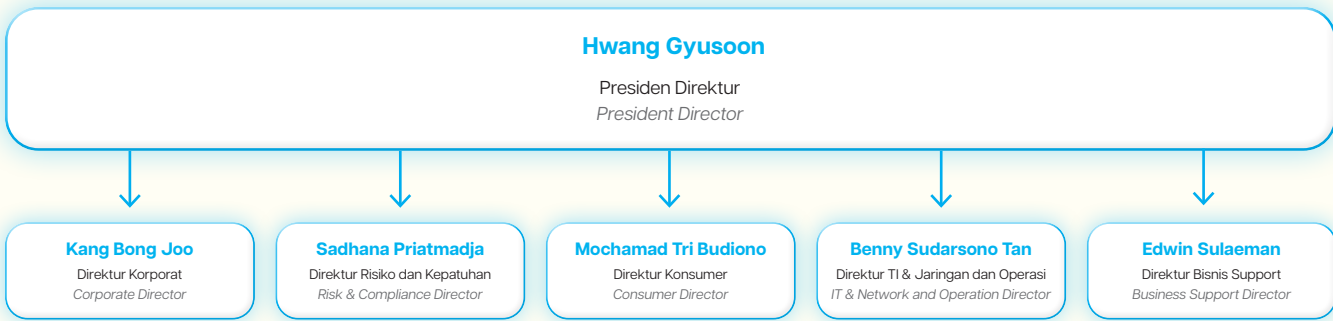 Hwang Gyusoon
Presiden Direktur
President Director
Kang Bong Joo
Direktur Korporat
Corporate Director
Sadhana Priatmadja
Direktur Risiko dan Kepatuhan
Risk & Compliance Director
Mochamad Tri Budiono
Direktur Konsumer
Consumer Director
Benny Sudarsono Tan
Direktur TI & Jaringan dan Operasi
IT & Network and Operation Director
Edwin Sulaeman
Direktur Bisnis Support
Business Support Director